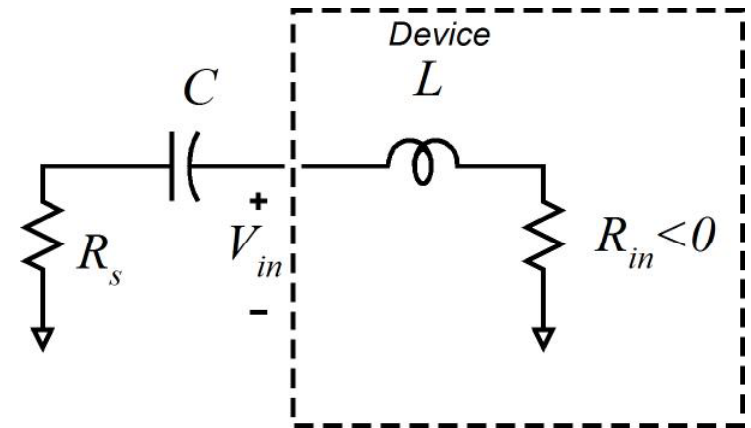 Device
C
L
+
R_s
V_in
R_in<0
-